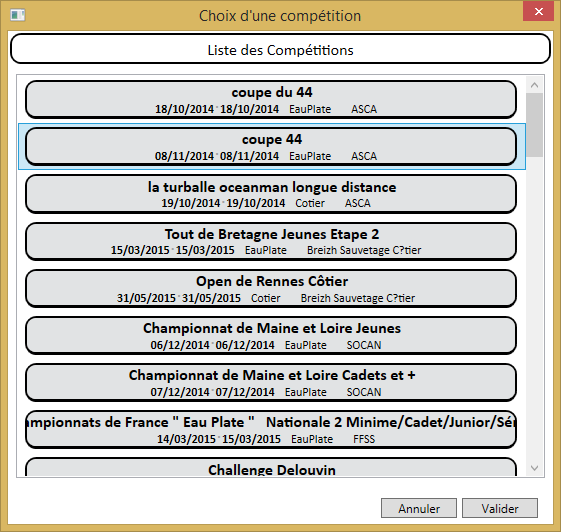 Choix d'une compétition
Liste des Compétitions
coupe du 44
18/10/2014 - 18/10/2014 EauPlate ASCA
coupe 44
08/11/2014 - 08/11/2014 EauPlate ASCA
la turballe oceanman longue distance
19/10/2014 - 19/10/2014 Cotier ASCA
Tout de Bretagne Jeunes Etape 2
15/03/2015 - 15/03/2015 EauPlate Breizh Sauvetage C?tier
Open de Rennes Côtier
31/05/2015 - 31/05/2015 Cotier Breizh Sauvetage C?tier
Championnat de Maine et Loire Jeunes
06/12/2014 - 06/12/2014 EauPlate SOCAN
Championnat de Maine et Loire Cadets et +
07/12/2014 - 07/12/2014 EauPlate SOCAN
mpionnats de France " Eau Plate " Nationale 2 Minime/Cadet/Junior/Sé
14/03/2015 - 15/03/2015 EauPlate FFSS
Challenge Delouvin
Annuler Valider